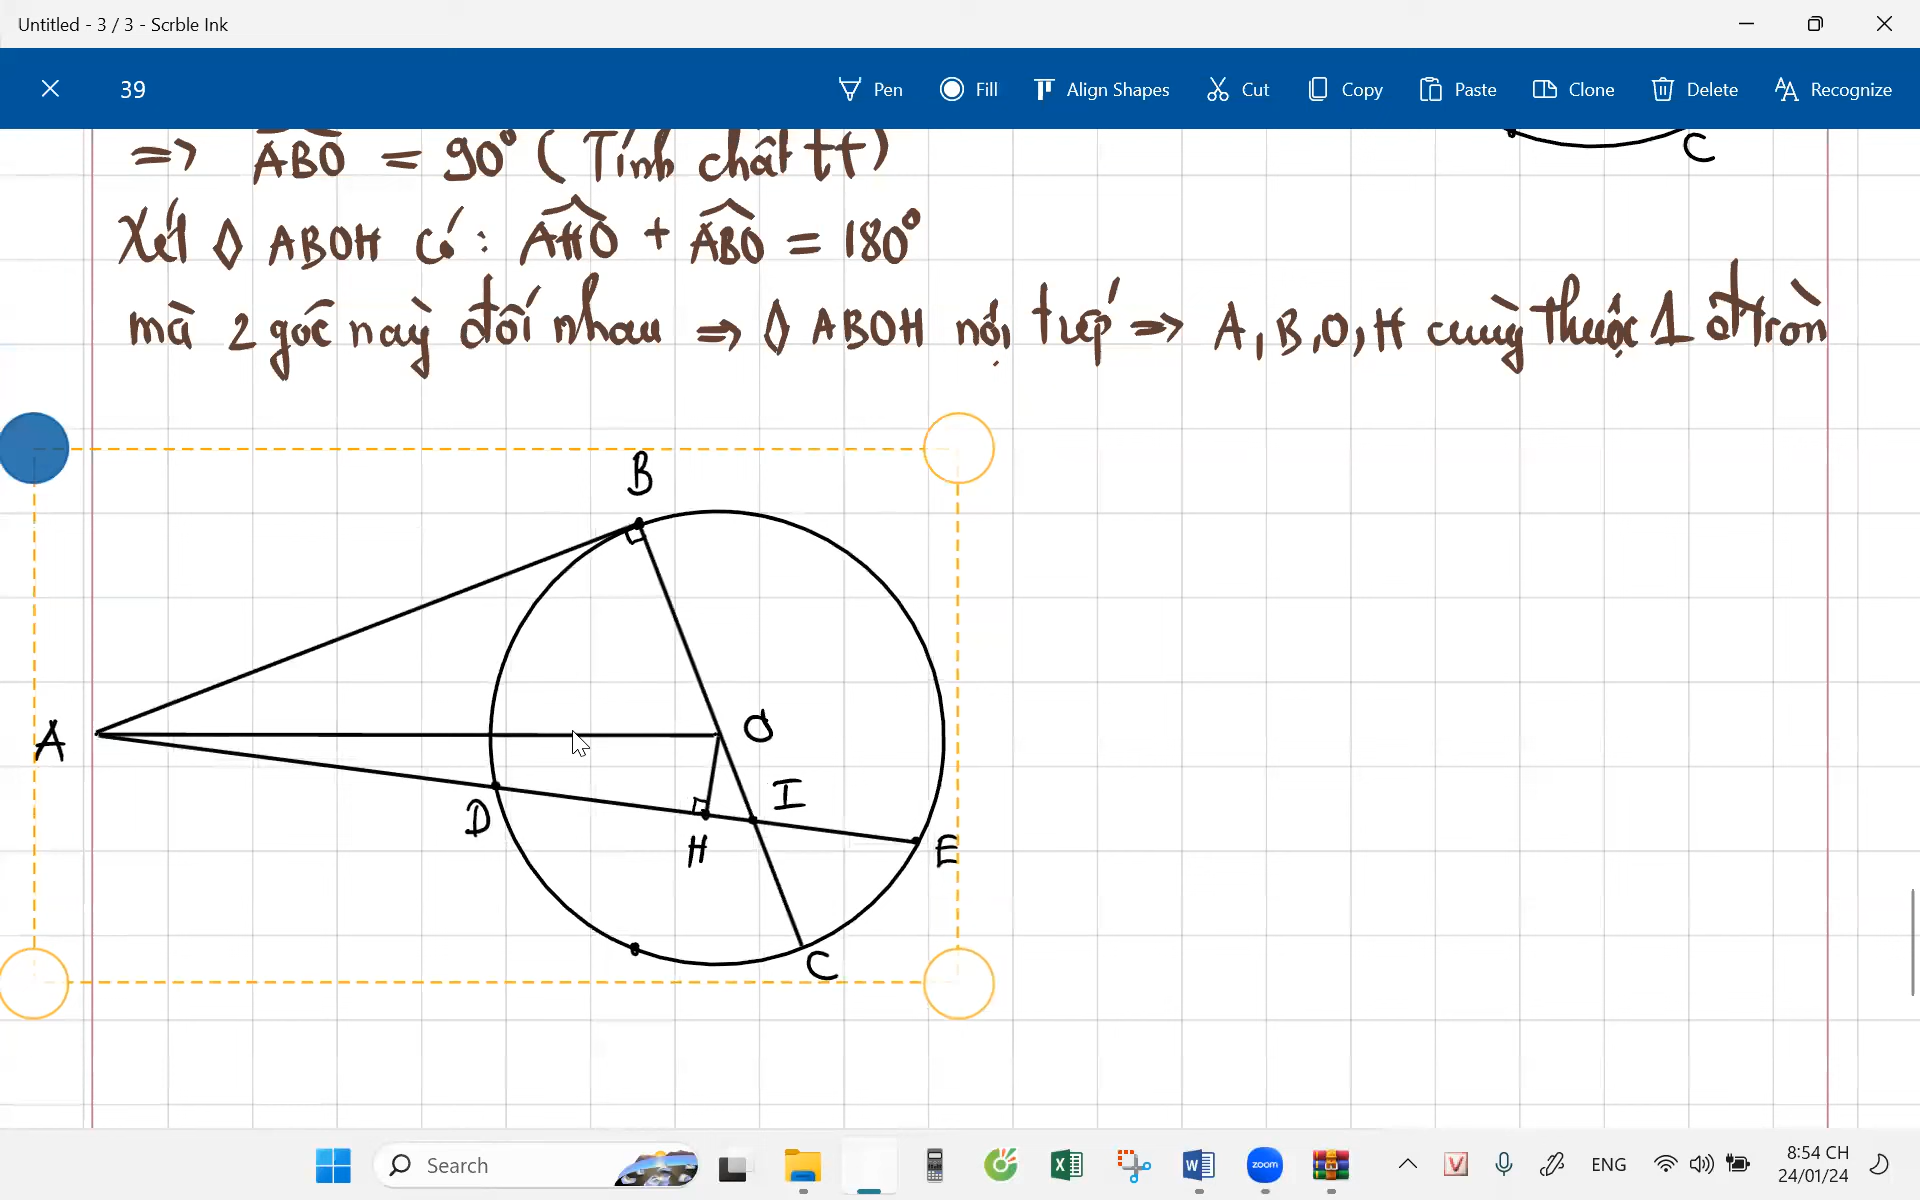 Untitled - 3 / 3 - Scrble Ink
39 Pen Fill Align Shapes Cut Copy Paste Clone Delete Recognize
=> ABO = 90° ( Tính chất tt )
C
Xét ◊ ABOH có : AHO + ABO = 180°
mà 2 góc này đối nhau => ◊ ABOH nội tiếp => A, B, O, H cùng thuộc 1 đtròn
B
A
O
I
D
H
E
C
Search
ENG
8:54 CH
24/01/24
zoom